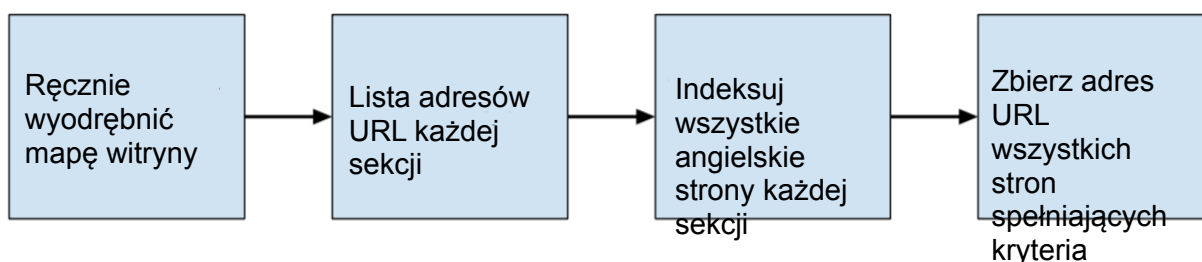 Ręcznie
wyodrębnić
mapę witryny
Lista adresów
URL każdej
sekcji
Indeksuj
wszystkie
angielskie
strony każdej
sekcji
Zbierz adres
URL
wszystkich
stron
spełniających
kryteria